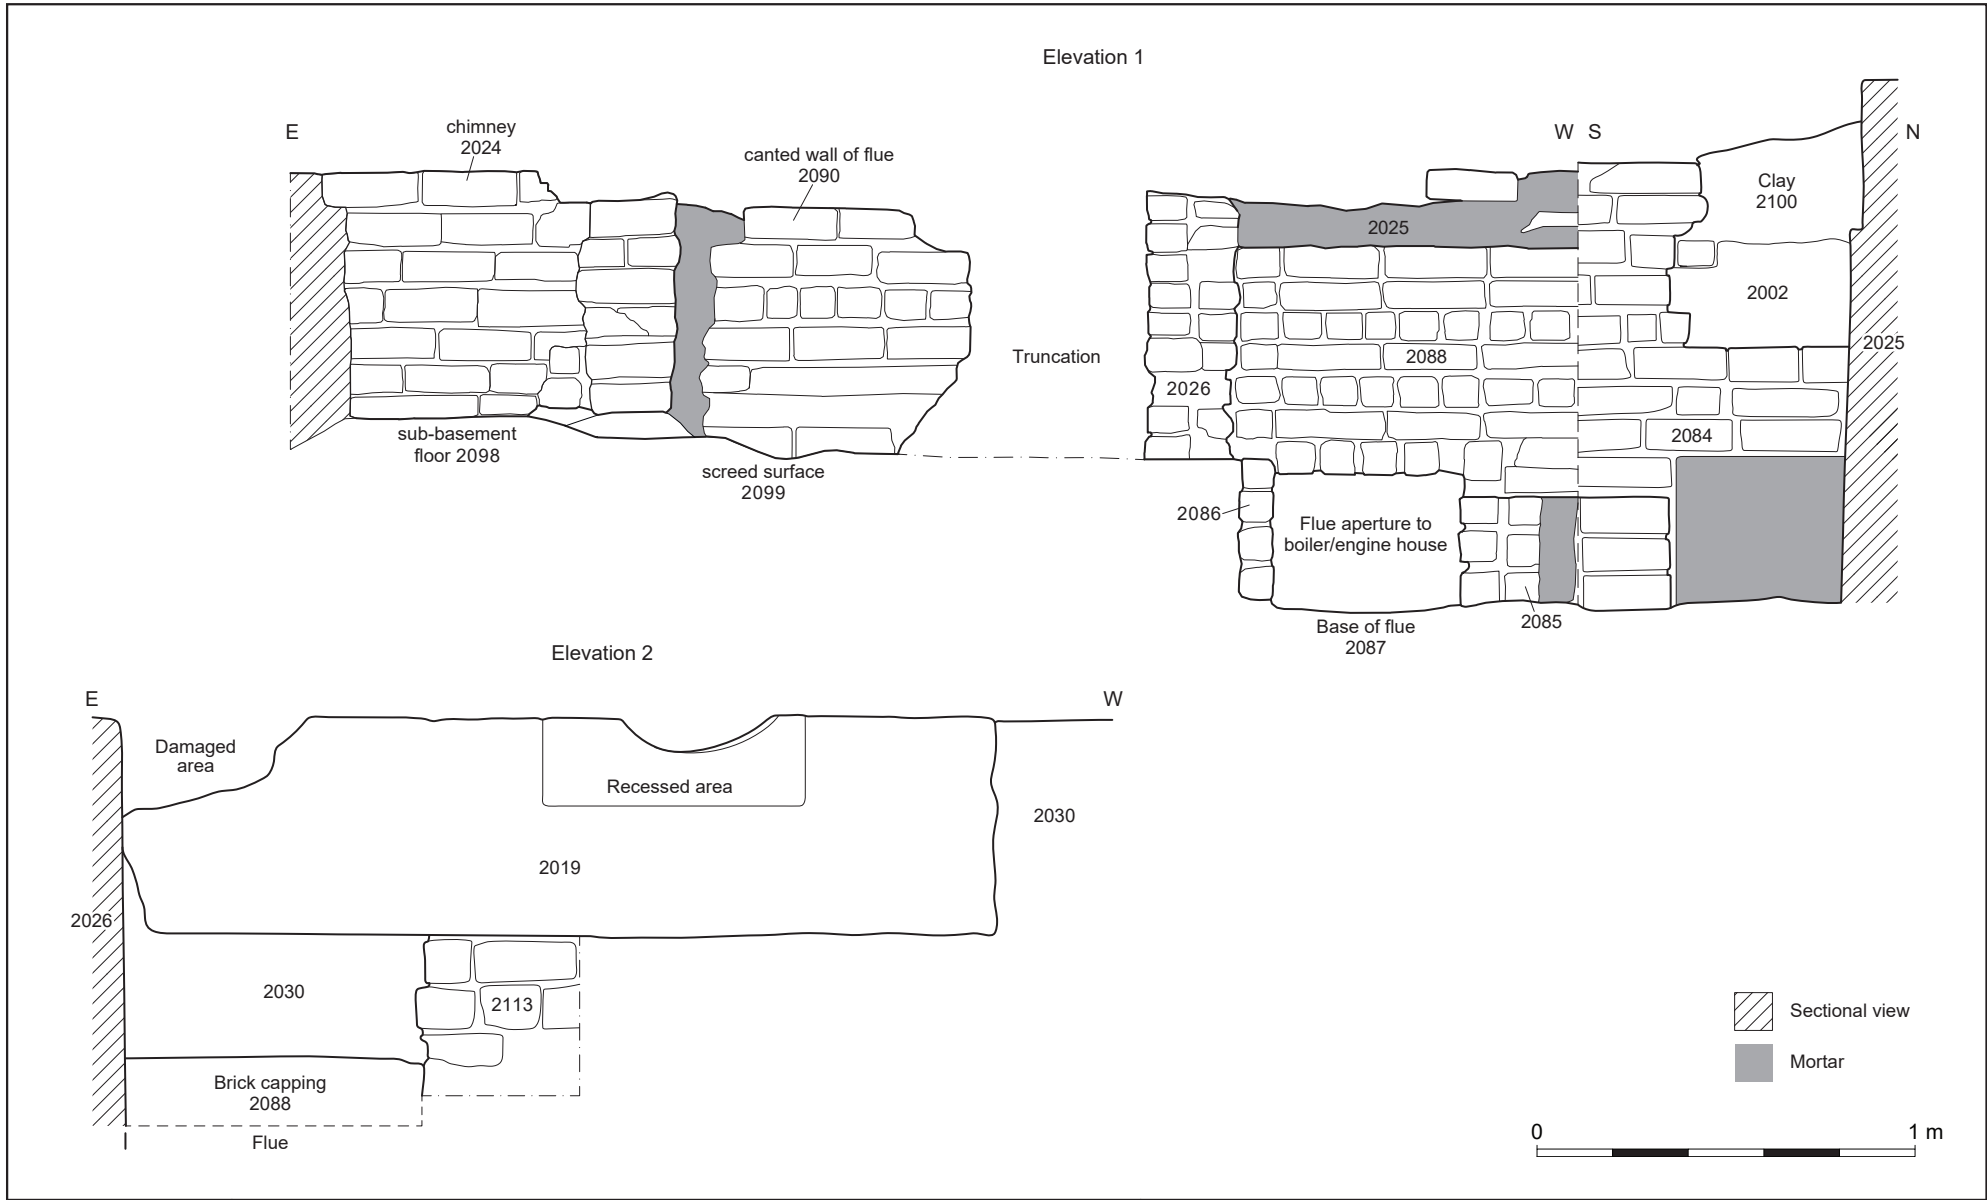 Elevation 1
E
chimney
2024
canted wall of flue
2090
W S
N
Clay
2100
2025
2002
2025
Truncation
2088
2026
2084
sub-basement
floor 2098
screed surface
2099
2086
Flue aperture to
boiler/engine house
2085
Base of flue
2087
Elevation 2
E
W
Damaged
area
Recessed area
2030
2019
2026
2030
2113
Brick capping
2088
Flue
Sectional view
Mortar
0
1 m